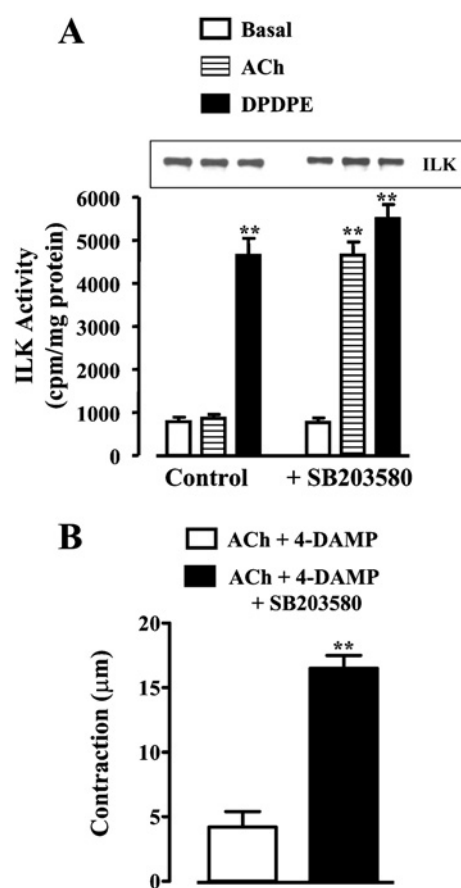 A
Basal
ACh
DPDPE
ILK
ILK Activity
(cpm/mg protein)
6000
5000
4000
3000
2000
1000
0
**
**
**
Control
+ SB203580
B
ACh + 4-DAMP
ACh + 4-DAMP
+ SB203580
Contraction (μm)
20
15
10
5
0
**